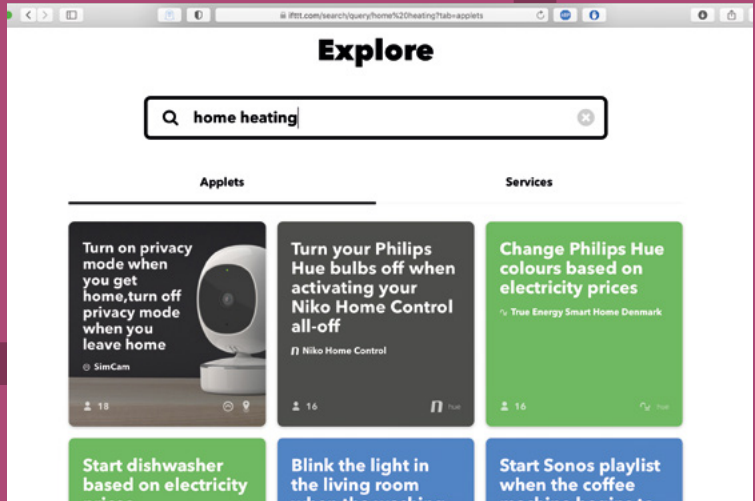 ifttt.com/search/query/home%20heating?tab=applets
Explore
home heating
Applets
Services
Turn on privacy
mode when
you get
home,turn off
privacy mode
when you
leave home
SimCam
18
Turn your Philips
Hue bulbs off when
activating your
Niko Home Control
all-off
Niko Home Control
16
hue
Change Philips Hue
colours based on
electricity prices
True Energy Smart Home Denmark
16
hue
Start dishwasher
based on electricity
Blink the light in
the living room
Start Sonos playlist
when the coffee